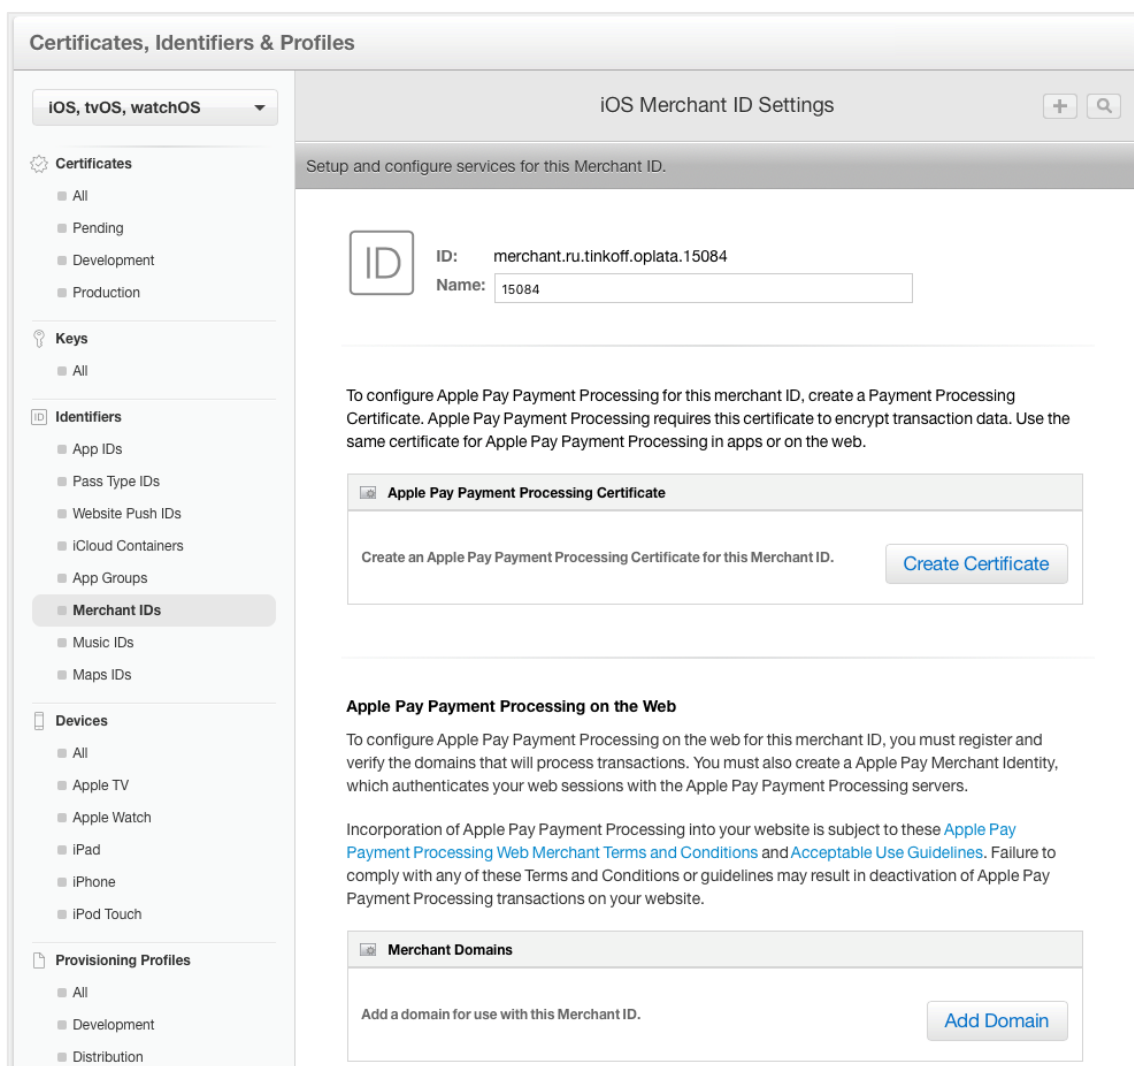 Certificates, Identifiers & Profiles
iOS, tvOS, watchOS
Certificates
All
Pending
Development
Production
Keys
All
ID
Identifiers
App IDs
Pass Type IDs
Website Push IDs
iCloud Containers
App Groups
Merchant IDs
Music IDs
Maps IDs
Devices
All
Apple TV
Apple Watch
iPad
iPhone
iPod Touch
Provisioning Profiles
All
Development
Distribution
iOS Merchant ID Settings
Setup and configure services for this Merchant ID.
ID
ID: merchant.ru.tinkoff.oplata.15084
Name: 15084
To configure Apple Pay Payment Processing for this merchant ID, create a Payment Processing
Certificate. Apple Pay Payment Processing requires this certificate to encrypt transaction data. Use the
same certificate for Apple Pay Payment Processing in apps or on the web.
Apple Pay Payment Processing Certificate
Create an Apple Pay Payment Processing Certificate for this Merchant ID.
Create Certificate
Apple Pay Payment Processing on the Web
To configure Apple Pay Payment Processing on the web for this merchant ID, you must register and
verify the domains that will process transactions. You must also create a Apple Pay Merchant Identity,
which authenticates your web sessions with the Apple Pay Payment Processing servers.
Incorporation of Apple Pay Payment Processing into your website is subject to these Apple Pay
Payment Processing Web Merchant Terms and Conditions and Acceptable Use Guidelines. Failure to
comply with any of these Terms and Conditions or guidelines may result in deactivation of Apple Pay
Payment Processing transactions on your website.
Merchant Domains
Add a domain for use with this Merchant ID.
Add Domain